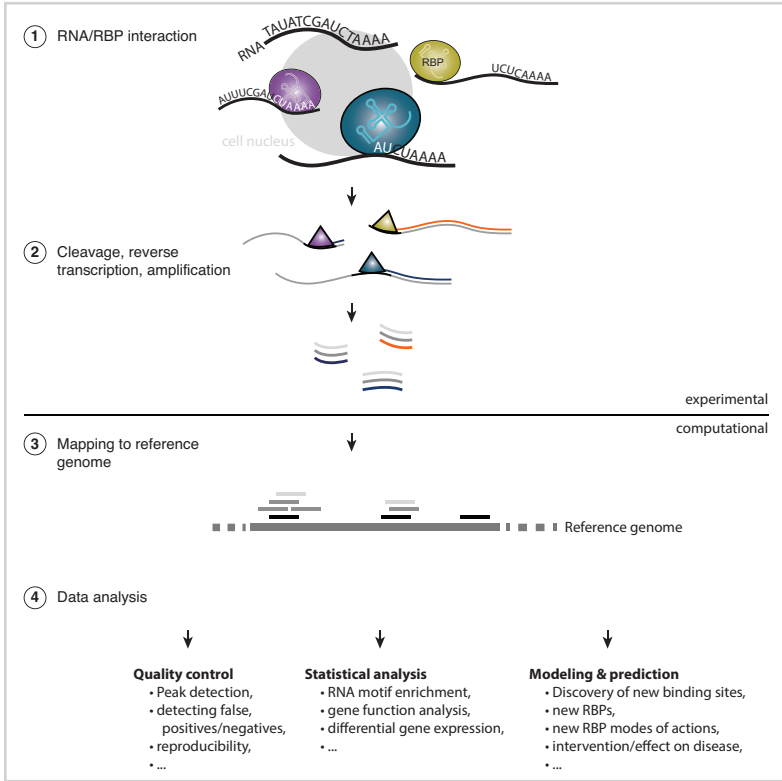 1 RNA/RBP interaction
RNA
TAUATCGAUCTAAAA
RBP
UCUCAAAA
AUUUCGAUCUAAAA
cell nucleus
AUCUAAAA
2 Cleavage, reverse
transcription, amplification
experimental
computational
3 Mapping to reference
genome
Reference genome
4 Data analysis
Quality control
• Peak detection,
• detecting false,
positives/negatives,
• reproducibility,
• ...
Statistical analysis
• RNA motif enrichment,
• gene function analysis,
• differential gene expression,
• ...
Modeling & prediction
• Discovery of new binding sites,
• new RBPs,
• new RBP modes of actions,
• intervention/effect on disease,
• ...